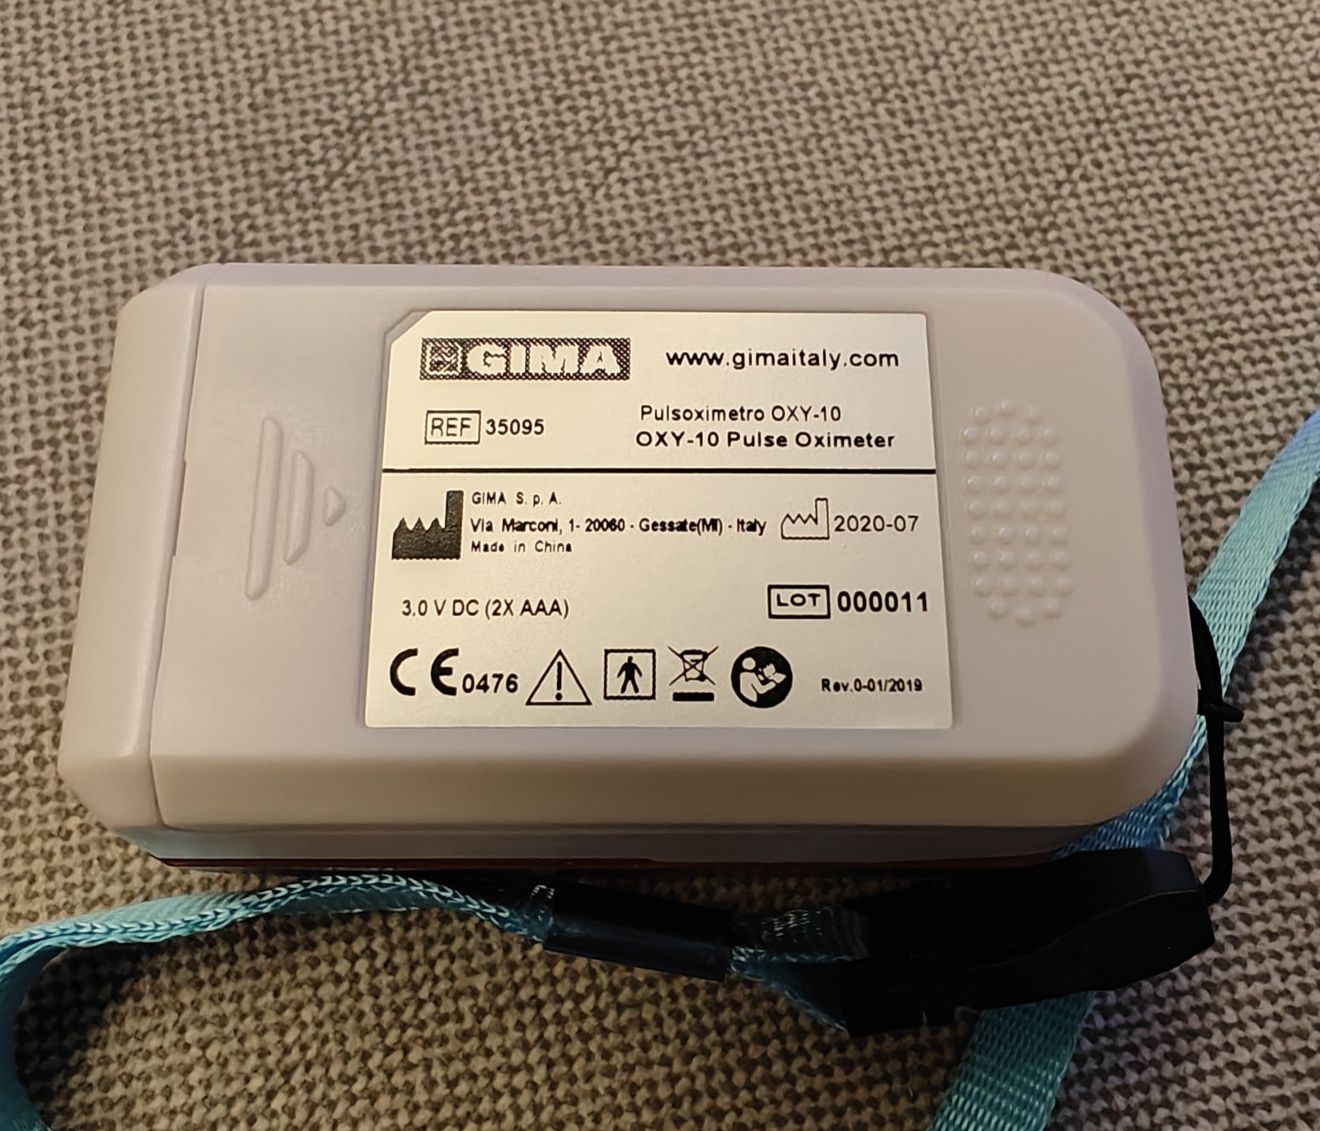 GIMA www.gimaitaly.com
REF 35095
Pulsoximetro OXY-10
OXY-10 Pulse Oximeter
GIMA S. p. A.
Via Marconi, 1- 20060 - Gessate(MI) - Italy
Made in China
2020-07
3.0 V DC (2X AAA)
LOT 000011
CE 0476
Rev.0-01/2019